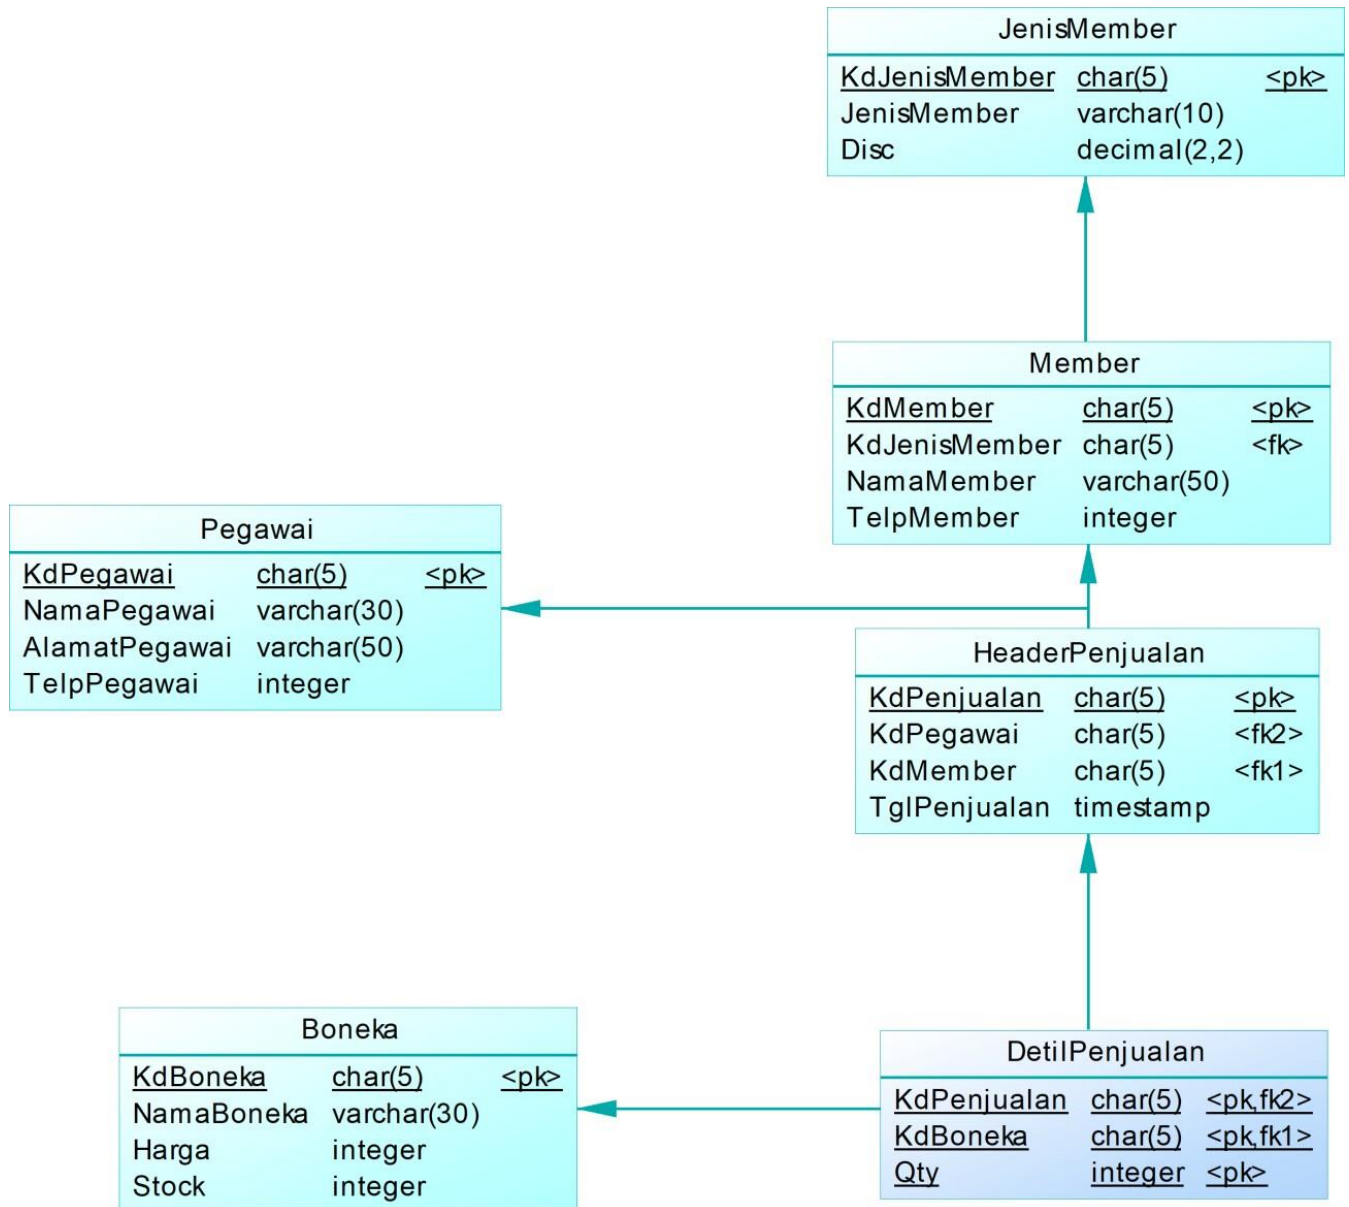 JenisMember
KdJenisMember char(5) <pk>
JenisMember varchar(10)
Disc decimal(2,2)
Member
KdMember char(5) <pk>
KdJenisMember char(5) <fk>
NamaMember varchar(50)
TelpMember integer
Pegawai
KdPegawai char(5) <pk>
NamaPegawai varchar(30)
AlamatPegawai varchar(50)
TelpPegawai integer
HeaderPenjualan
KdPenjualan char(5) <pk>
KdPegawai char(5) <fk2>
KdMember char(5) <fk1>
TglPenjualan timestamp
Boneka
KdBoneka char(5) <pk>
NamaBoneka varchar(30)
Harga integer
Stock integer
DetilPenjualan
KdPenjualan char(5) <pk,fk2>
KdBoneka char(5) <pk,fk1>
Qty integer <pk>